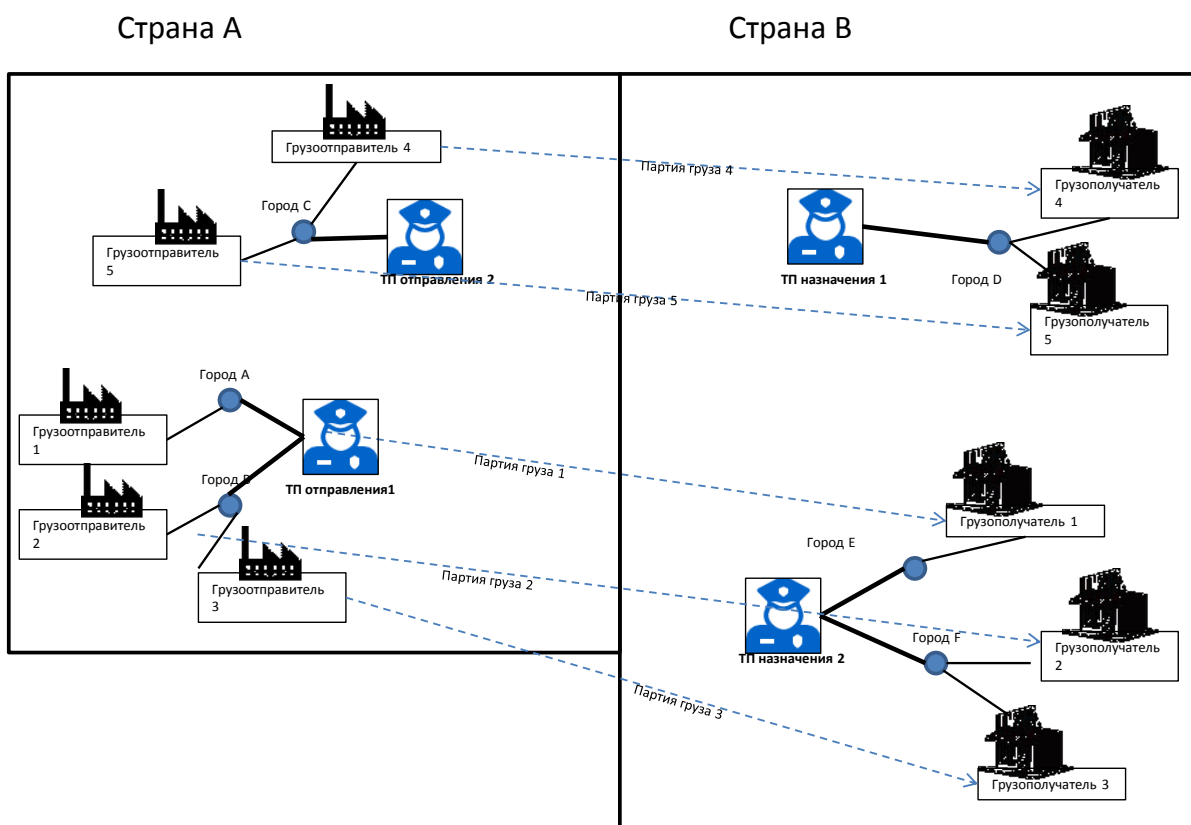 Страна А
Страна В
Грузоотправитель 4
Партия груза 4
Грузополучатель
4
Город С
Грузоотправитель
5
ТП отправления 2
ТП назначения 1
Город D
Партия груза 5
Грузополучатель
5
Город А
Грузоотправитель
1
Партия груза 1
Город В
ТП отправления1
Грузоотправитель
2
Грузополучатель 1
Город Е
Партия груза 2
Грузоотправитель
3
Город F
ТП назначения 2
Грузополучатель
2
Партия груза 3
Грузополучатель 3